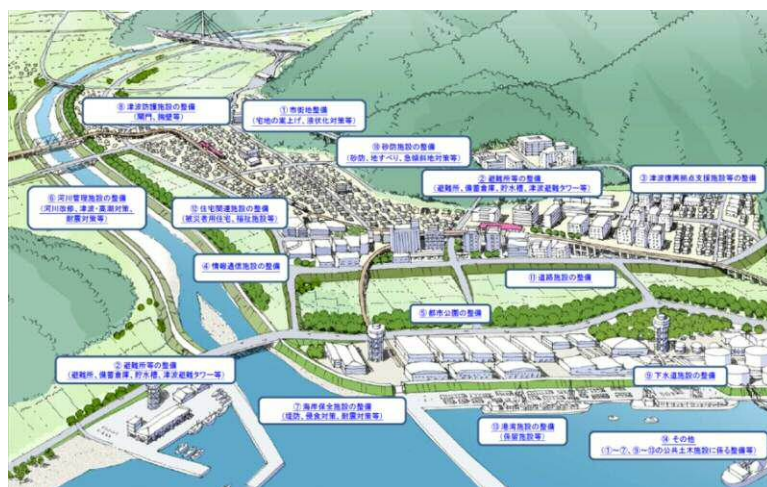 ⑧ 津波防護施設の整備
(閘門、胸壁等)
① 市街地整備
(宅地の嵩上げ、液状化対策等)
⑩ 砂防施設の整備
(砂防、地すべり、急傾斜地対策等)
② 避難所等の整備
(避難所、備蓄倉庫、貯水槽、津波避難タワー等)
③ 津波復興拠点支援施設等の整備
⑥ 河川管理施設の整備
(河川改修、津波・高潮対策、
耐震対策等)
⑫ 住宅関連施設の整備
(被災者用住宅、福祉施設等)
④ 情報通信施設の整備
⑪ 道路施設の整備
⑤ 都市公園の整備
② 避難所等の整備
(避難所、備蓄倉庫、貯水槽、津波避難タワー等)
⑨ 下水道施設の整備
⑦ 海岸保全施設の整備
(堤防、侵食対策、耐震対策等)
⑬ 港湾施設の整備
(係留施設等)
⑭ その他
(①～⑦、⑨～⑬の公共土木施設に係る整備等)